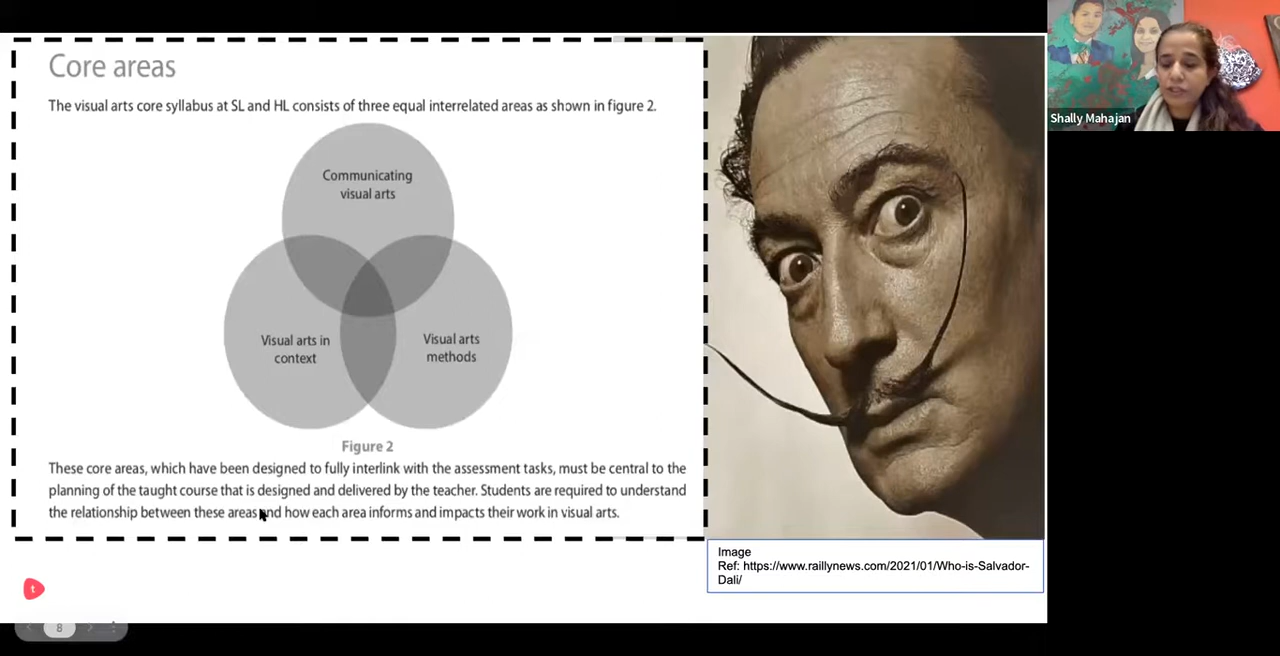 Core areas
The visual arts core syllabus at SL and HL consists of three equal interrelated areas as shown in figure 2.
Communicating
visual arts
Visual arts in
context
Visual arts
methods
Figure 2
These core areas, which have been designed to fully interlink with the assessment tasks, must be central to the
planning of the taught course that is designed and delivered by the teacher. Students are required to understand
the relationship between these areas and how each area informs and impacts their work in visual arts.
Image
Ref: https://www.raillynews.com/2021/01/Who-is-Salvador-
Dali/
Shally Mahajan
t
8